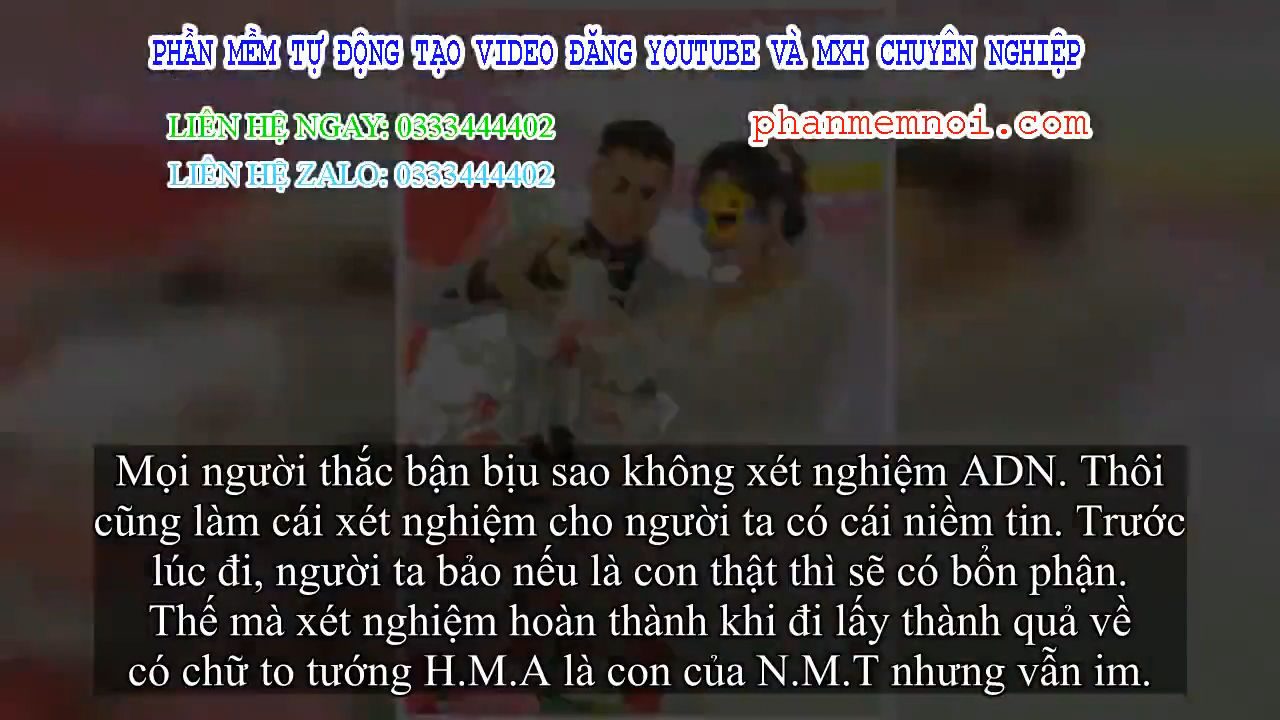 PHẦN MỀM TỰ ĐỘNG TẠO VIDEO ĐĂNG YOUTUBE VÀ MXH CHUYÊN NGHIỆP
LIÊN HỆ NGAY: 0333444402
phanmemnoi.com
LIÊN HỆ ZALO: 0333444402
Mọi người thắc bận bịu sao không xét nghiệm ADN. Thôi
cũng làm cái xét nghiệm cho người ta có cái niềm tin. Trước
lúc đi, người ta bảo nếu là con thật thì sẽ có bổn phận.
Thế mà xét nghiệm hoàn thành khi đi lấy thành quả về
có chữ to tướng H.M.A là con của N.M.T nhưng vẫn im.